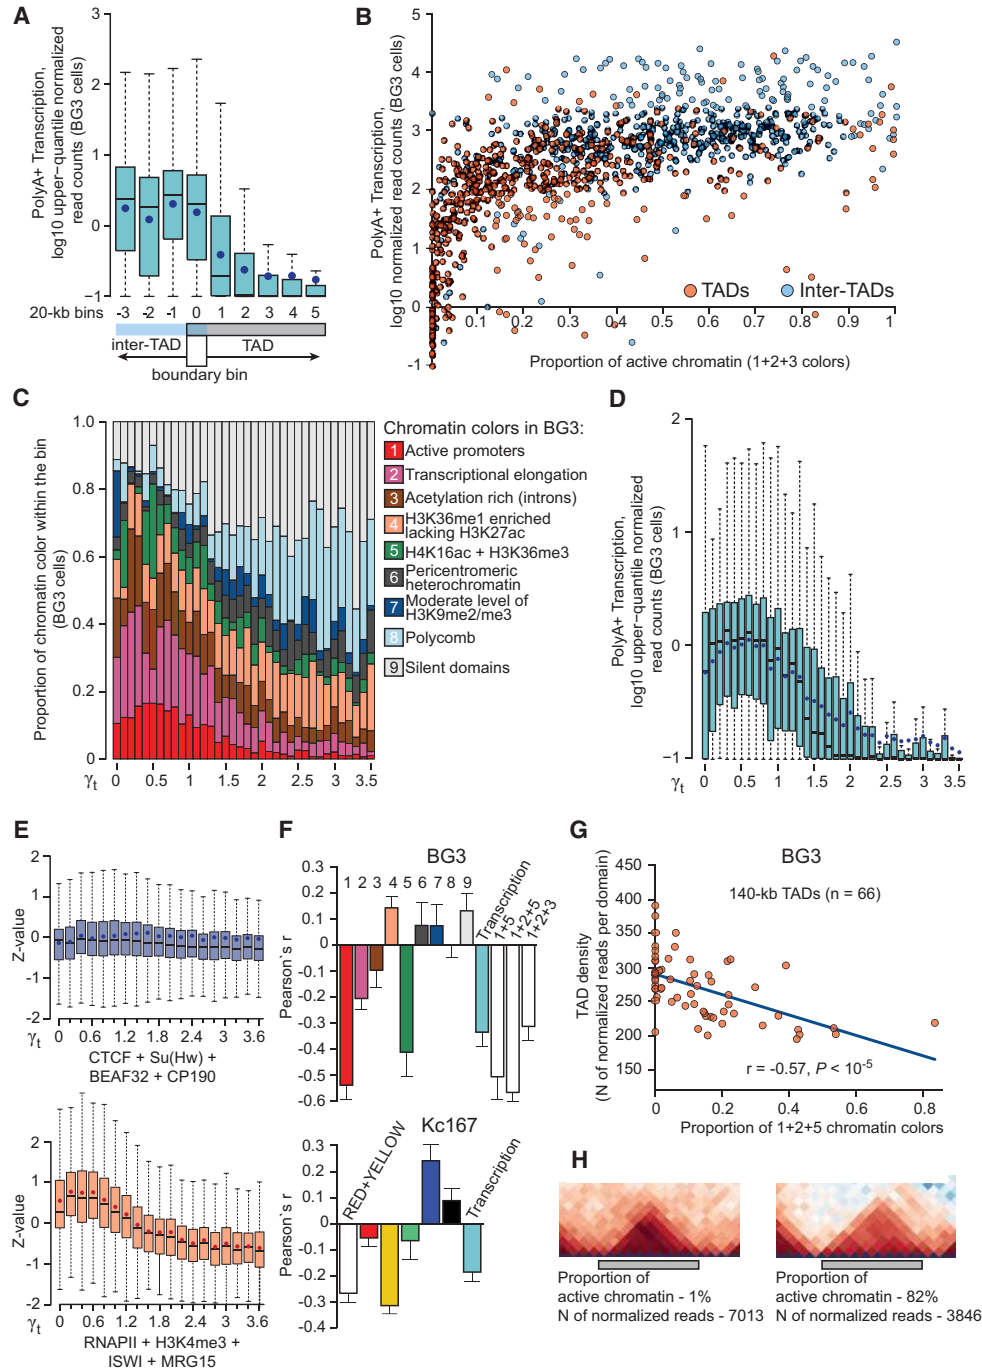 A
PolyA+ Transcription,
log10 upper-quantile normalized
read counts (BG3 cells)
3
2
1
0
-1
20-kb bins
-3 -2 -1 0 1 2 3 4 5
inter-TAD
TAD
boundary bin
B
PolyA+ Transcription,
log10 normalized read counts (BG3 cells)
5
4
3
2
1
0
-1
TADs
Inter-TADs
0.1 0.2 0.3 0.4 0.5 0.6 0.7 0.8 0.9 1
Proportion of active chromatin (1+2+3 colors)
C
Proportion of chromatin color within the bin
(BG3 cells)
1.0
0.8
0.6
0.4
0.2
0
γt 0 0.5 1 1.5 2 2.5 3 3.5
Chromatin colors in BG3:
1 Active promoters
2 Transcriptional elongation
3 Acetylation rich (introns)
4 H3K36me1 enriched
lacking H3K27ac
5 H4K16ac + H3K36me3
6 Pericentromeric
heterochromatin
7 Moderate level of
H3K9me2/me3
8 Polycomb
9 Silent domains
D
PolyA+ Transcription,
log10 upper-quantile normalized
read counts (BG3 cells)
2
1
0
-1
γt 0 0.5 1 1.5 2 2.5 3 3.5
E
Z-value
2
1
0
-1
-2
γt 0 0.6 1.2 1.8 2.4 3 3.6
CTCF + Su(Hw) +
BEAF32 + CP190
Z-value
2
1
0
-1
-2
γt 0 0.6 1.2 1.8 2.4 3 3.6
RNAPII + H3K4me3 +
ISWI + MRG15
F
BG3
Pearson`s r
0.3
0.2
0.1
0
-0.1
-0.2
-0.3
-0.4
-0.5
-0.6
1 2 3 4 5 6 7 8 9
Transcription
1+5
1+2+5
1+2+3
Kc167
Pearson`s r
0.3
0.2
0.1
0
-0.1
-0.2
-0.3
-0.4
RED+YELLOW
Transcription
G
BG3
TAD density
(N of normalized reads per domain)
450
400
350
300
250
200
150
140-kb TADs (n = 66)
r = -0.57, P < 10-5
0 0.2 0.4 0.6 0.8
Proportion of 1+2+5 chromatin colors
H
Proportion of
active chromatin - 1%
N of normalized reads - 7013
Proportion of
active chromatin - 82%
N of normalized reads - 3846